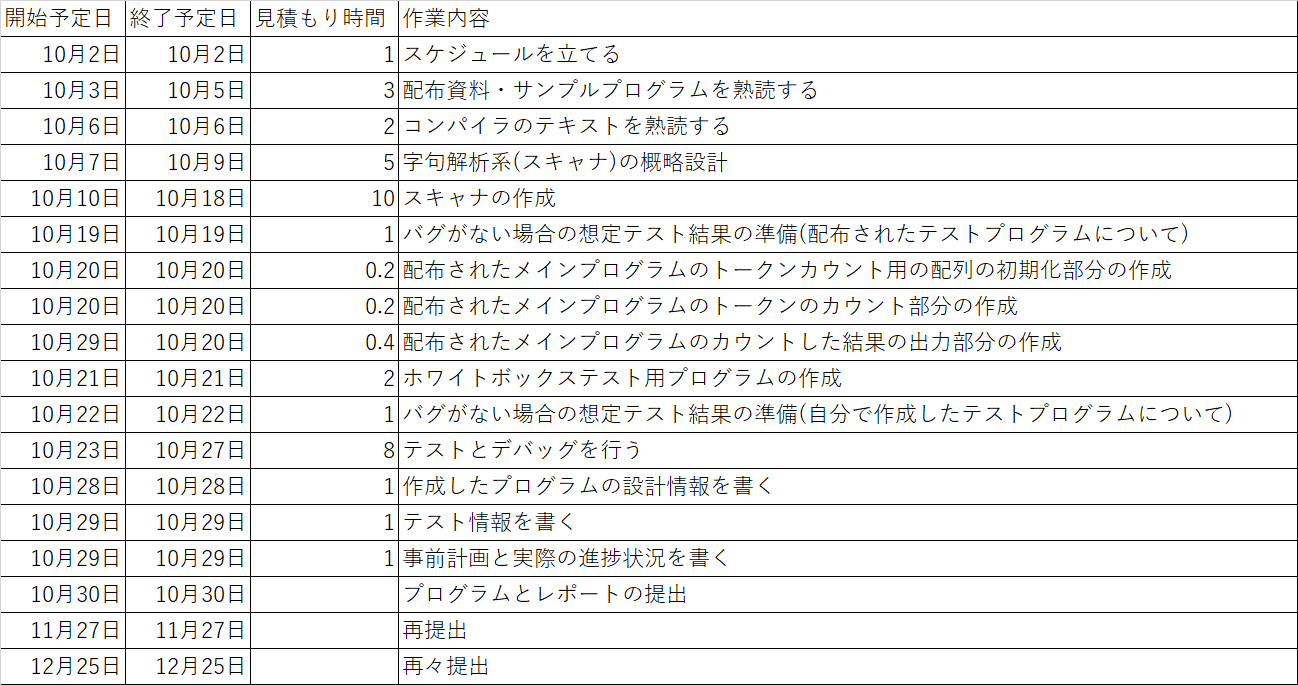 開始予定日 終了予定日 見積もり時間 作業内容
10月2日 10月2日 1 スケジュールを立てる
10月3日 10月5日 3 配布資料・サンプルプログラムを熟読する
10月6日 10月6日 2 コンパイラのテキストを熟読する
10月7日 10月9日 5 字句解析系(スキャナ)の概略設計
10月10日 10月18日 10 スキャナの作成
10月19日 10月19日 1 バグがない場合の想定テスト結果の準備(配布されたテストプログラムについて)
10月20日 10月20日 0.2 配布されたメインプログラムのトークンカウント用の配列の初期化部分の作成
10月20日 10月20日 0.2 配布されたメインプログラムのトークンのカウント部分の作成
10月29日 10月20日 0.4 配布されたメインプログラムのカウントした結果の出力部分の作成
10月21日 10月21日 2 ホワイトボックステスト用プログラムの作成
10月22日 10月22日 1 バグがない場合の想定テスト結果の準備(自分で作成したテストプログラムについて)
10月23日 10月27日 8 テストとデバッグを行う
10月28日 10月28日 1 作成したプログラムの設計情報を書く
10月29日 10月29日 1 テスト情報を書く
10月29日 10月29日 1 事前計画と実際の進捗状況を書く
10月30日 10月30日 プログラムとレポートの提出
11月27日 11月27日 再提出
12月25日 12月25日 再々提出